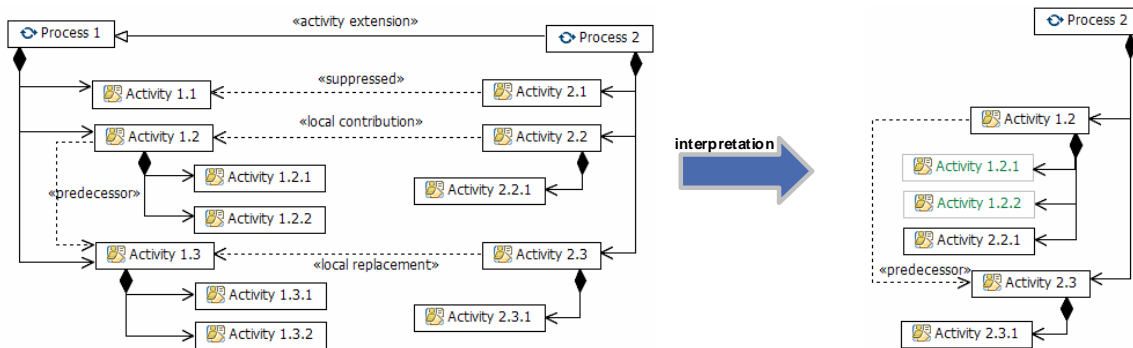 «activity extension»
Process 1
Process 2
«suppressed»
Activity 1.1
Activity 2.1
«local contribution»
Activity 1.2
Activity 2.2
Activity 1.2.1
Activity 2.2.1
«predecessor»
Activity 1.2.2
Activity 1.3
Activity 2.3
«local replacement»
Activity 1.3.1
Activity 2.3.1
Activity 1.3.2
interpretation
Process 2
Activity 1.2
Activity 1.2.1
Activity 1.2.2
Activity 2.2.1
«predecessor»
Activity 2.3
Activity 2.3.1